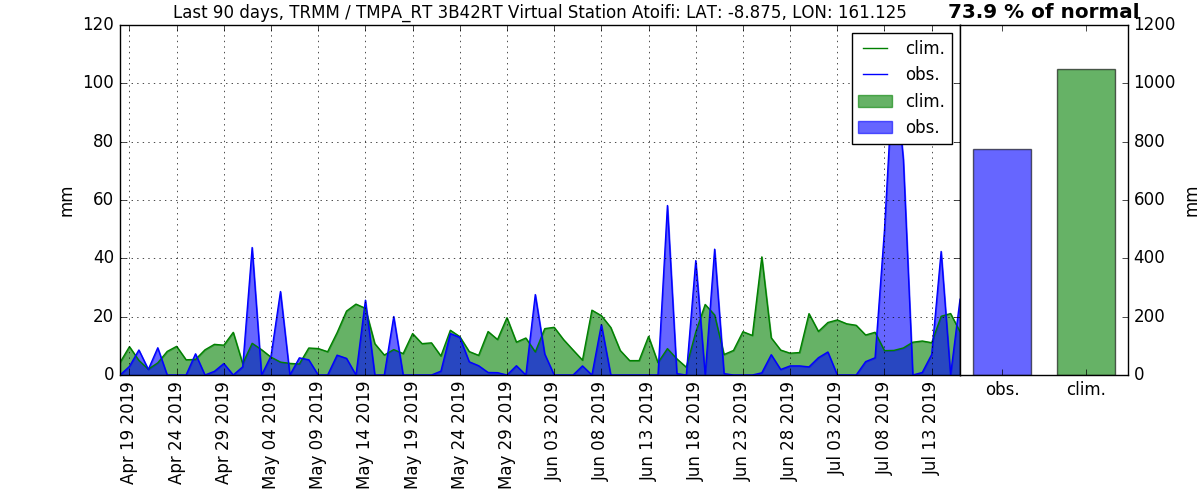 Last 90 days, TRMM / TMPA_RT 3B42RT Virtual Station Atoifi: LAT: -8.875, LON: 161.125
73.9 % of normal
120
100
80
60
40
20
0
mm
clim.
obs.
clim.
obs.
1200
1000
800
600
400
200
0
mm
obs.
clim.
Apr 19 2019
Apr 24 2019
Apr 29 2019
May 04 2019
May 09 2019
May 14 2019
May 19 2019
May 24 2019
May 29 2019
Jun 03 2019
Jun 08 2019
Jun 13 2019
Jun 18 2019
Jun 23 2019
Jun 28 2019
Jul 03 2019
Jul 08 2019
Jul 13 2019